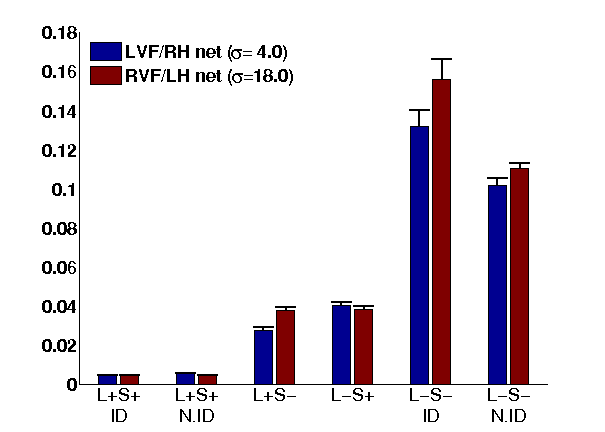 0.18
0.16
0.14
0.12
0.1
0.08
0.06
0.04
0.02
0
LVF/RH net (σ= 4.0)
RVF/LH net (σ=18.0)
L+S+ L+S+ L+S− L−S+ L−S− L−S−
ID N.ID ID N.ID